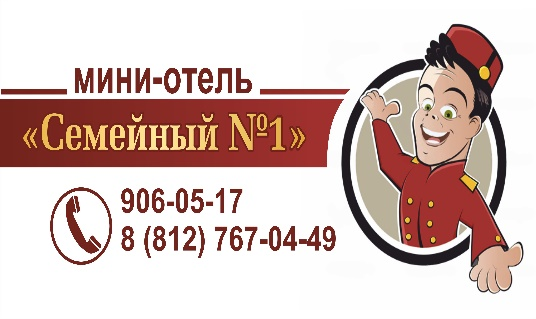 мини-отель
«Семейный №1»
906-05-17
8 (812) 767-04-49